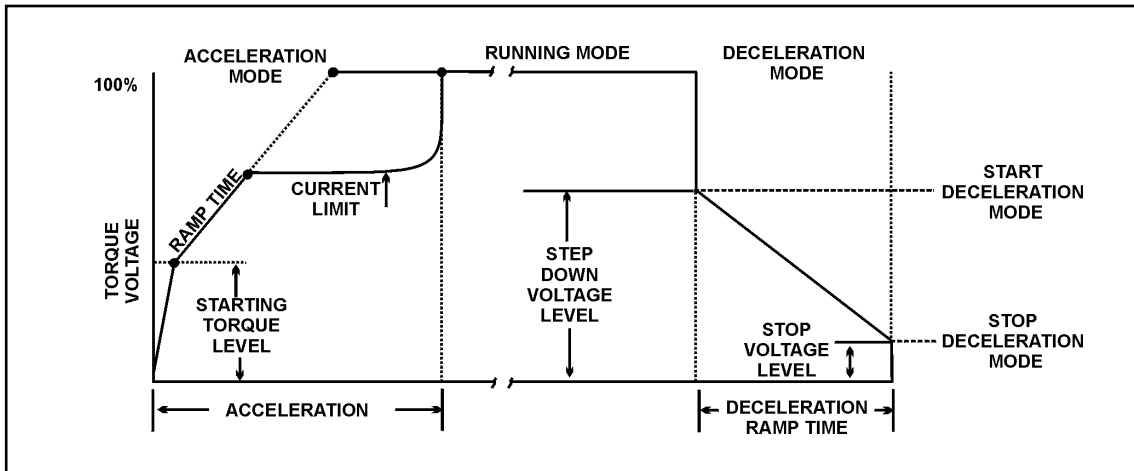 ACCELERATION
MODE
RUNNING MODE
DECELERATION
MODE
100%
TORQUE
VOLTAGE
RAMP TIME
CURRENT
LIMIT
STARTING
TORQUE
LEVEL
STEP
DOWN
VOLTAGE
LEVEL
START
DECELERATION
MODE
STOP
VOLTAGE
LEVEL
STOP
DECELERATION
MODE
ACCELERATION
DECELERATION
RAMP TIME